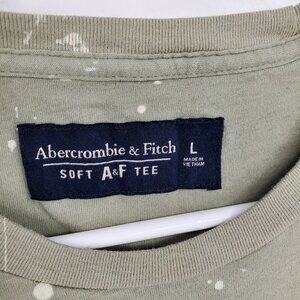 Abercrombie & Fitch
SOFT A&F TEE
L
MADE IN
VIETNAM